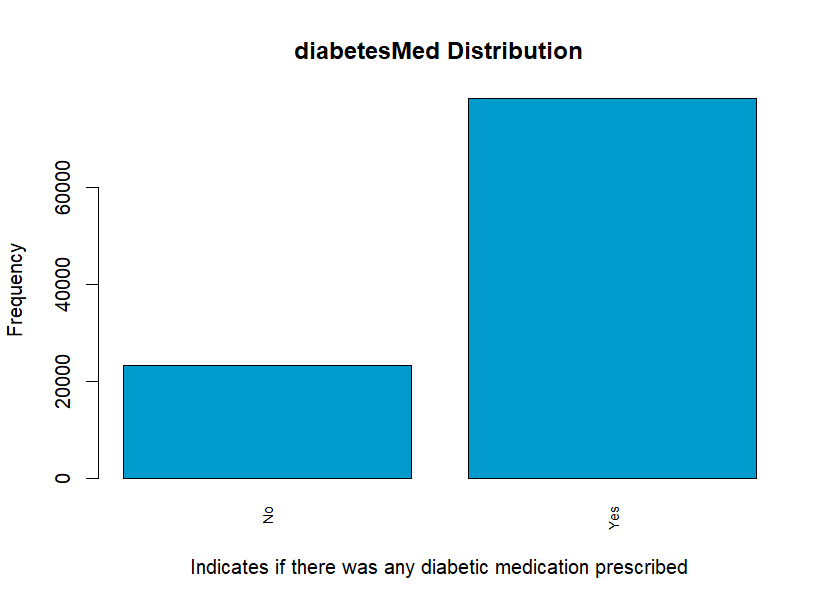 diabetesMed Distribution
Frequency
60000
40000
20000
0
No
Yes
Indicates if there was any diabetic medication prescribed